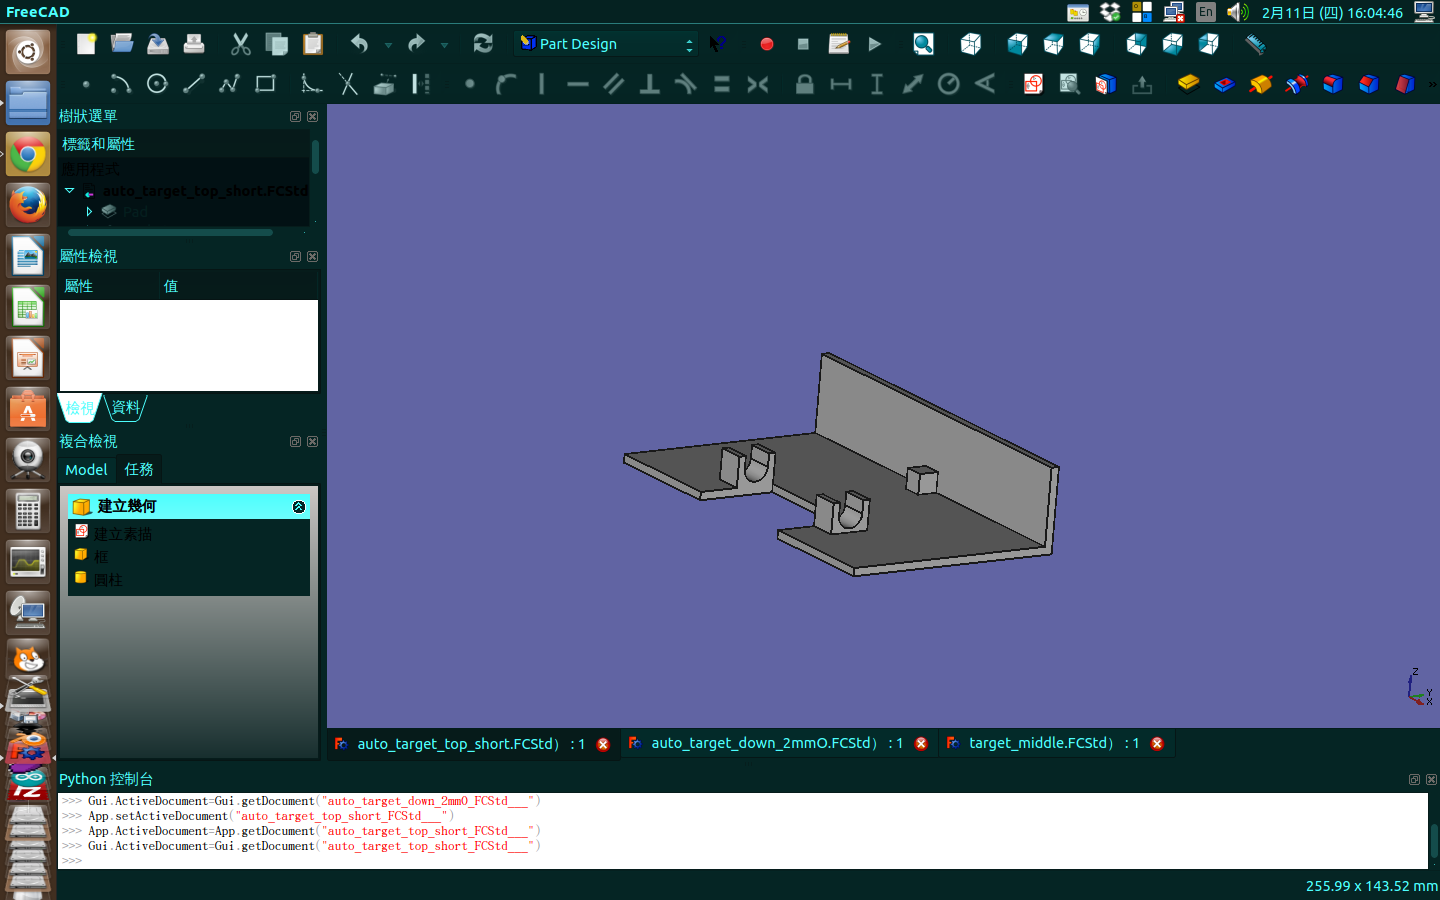 FreeCAD
En
2月11日 (四) 16:04:46
Part Design
樹狀選單
標籤和屬性
應用程式
auto_target_top_short.FCStd
Pad
屬性檢視
屬性 值
檢視 資料
複合檢視
Model 任務
建立幾何
建立素描
框
圓柱
Z
Y
X
auto_target_top_short.FCStd） : 1
auto_target_down_2mmO.FCStd） : 1
target_middle.FCStd） : 1
Python 控制台
>>> Gui.ActiveDocument=Gui.getDocument("auto_target_down_2mmO_FCStd___")
>>> App.setActiveDocument("auto_target_top_short_FCStd___")
>>> App.ActiveDocument=App.getDocument("auto_target_top_short_FCStd___")
>>> Gui.ActiveDocument=Gui.getDocument("auto_target_top_short_FCStd___")
>>>
255.99 x 143.52 mm